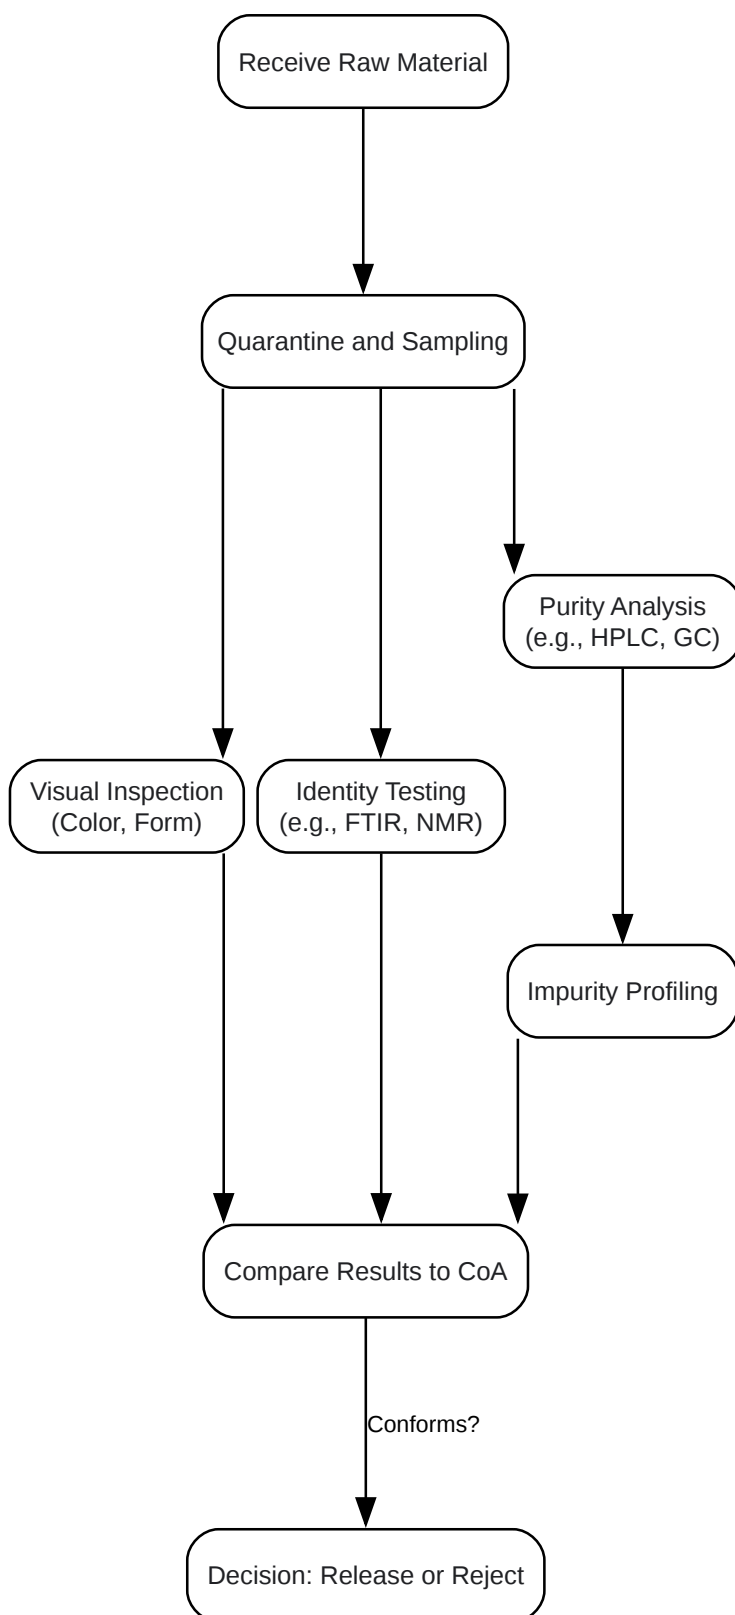 Receive Raw Material
Quarantine and Sampling
Purity Analysis
(e.g., HPLC, GC)
Visual Inspection
(Color, Form)
Identity Testing
(e.g., FTIR, NMR)
Impurity Profiling
Compare Results to CoA
Conforms?
Decision: Release or Reject